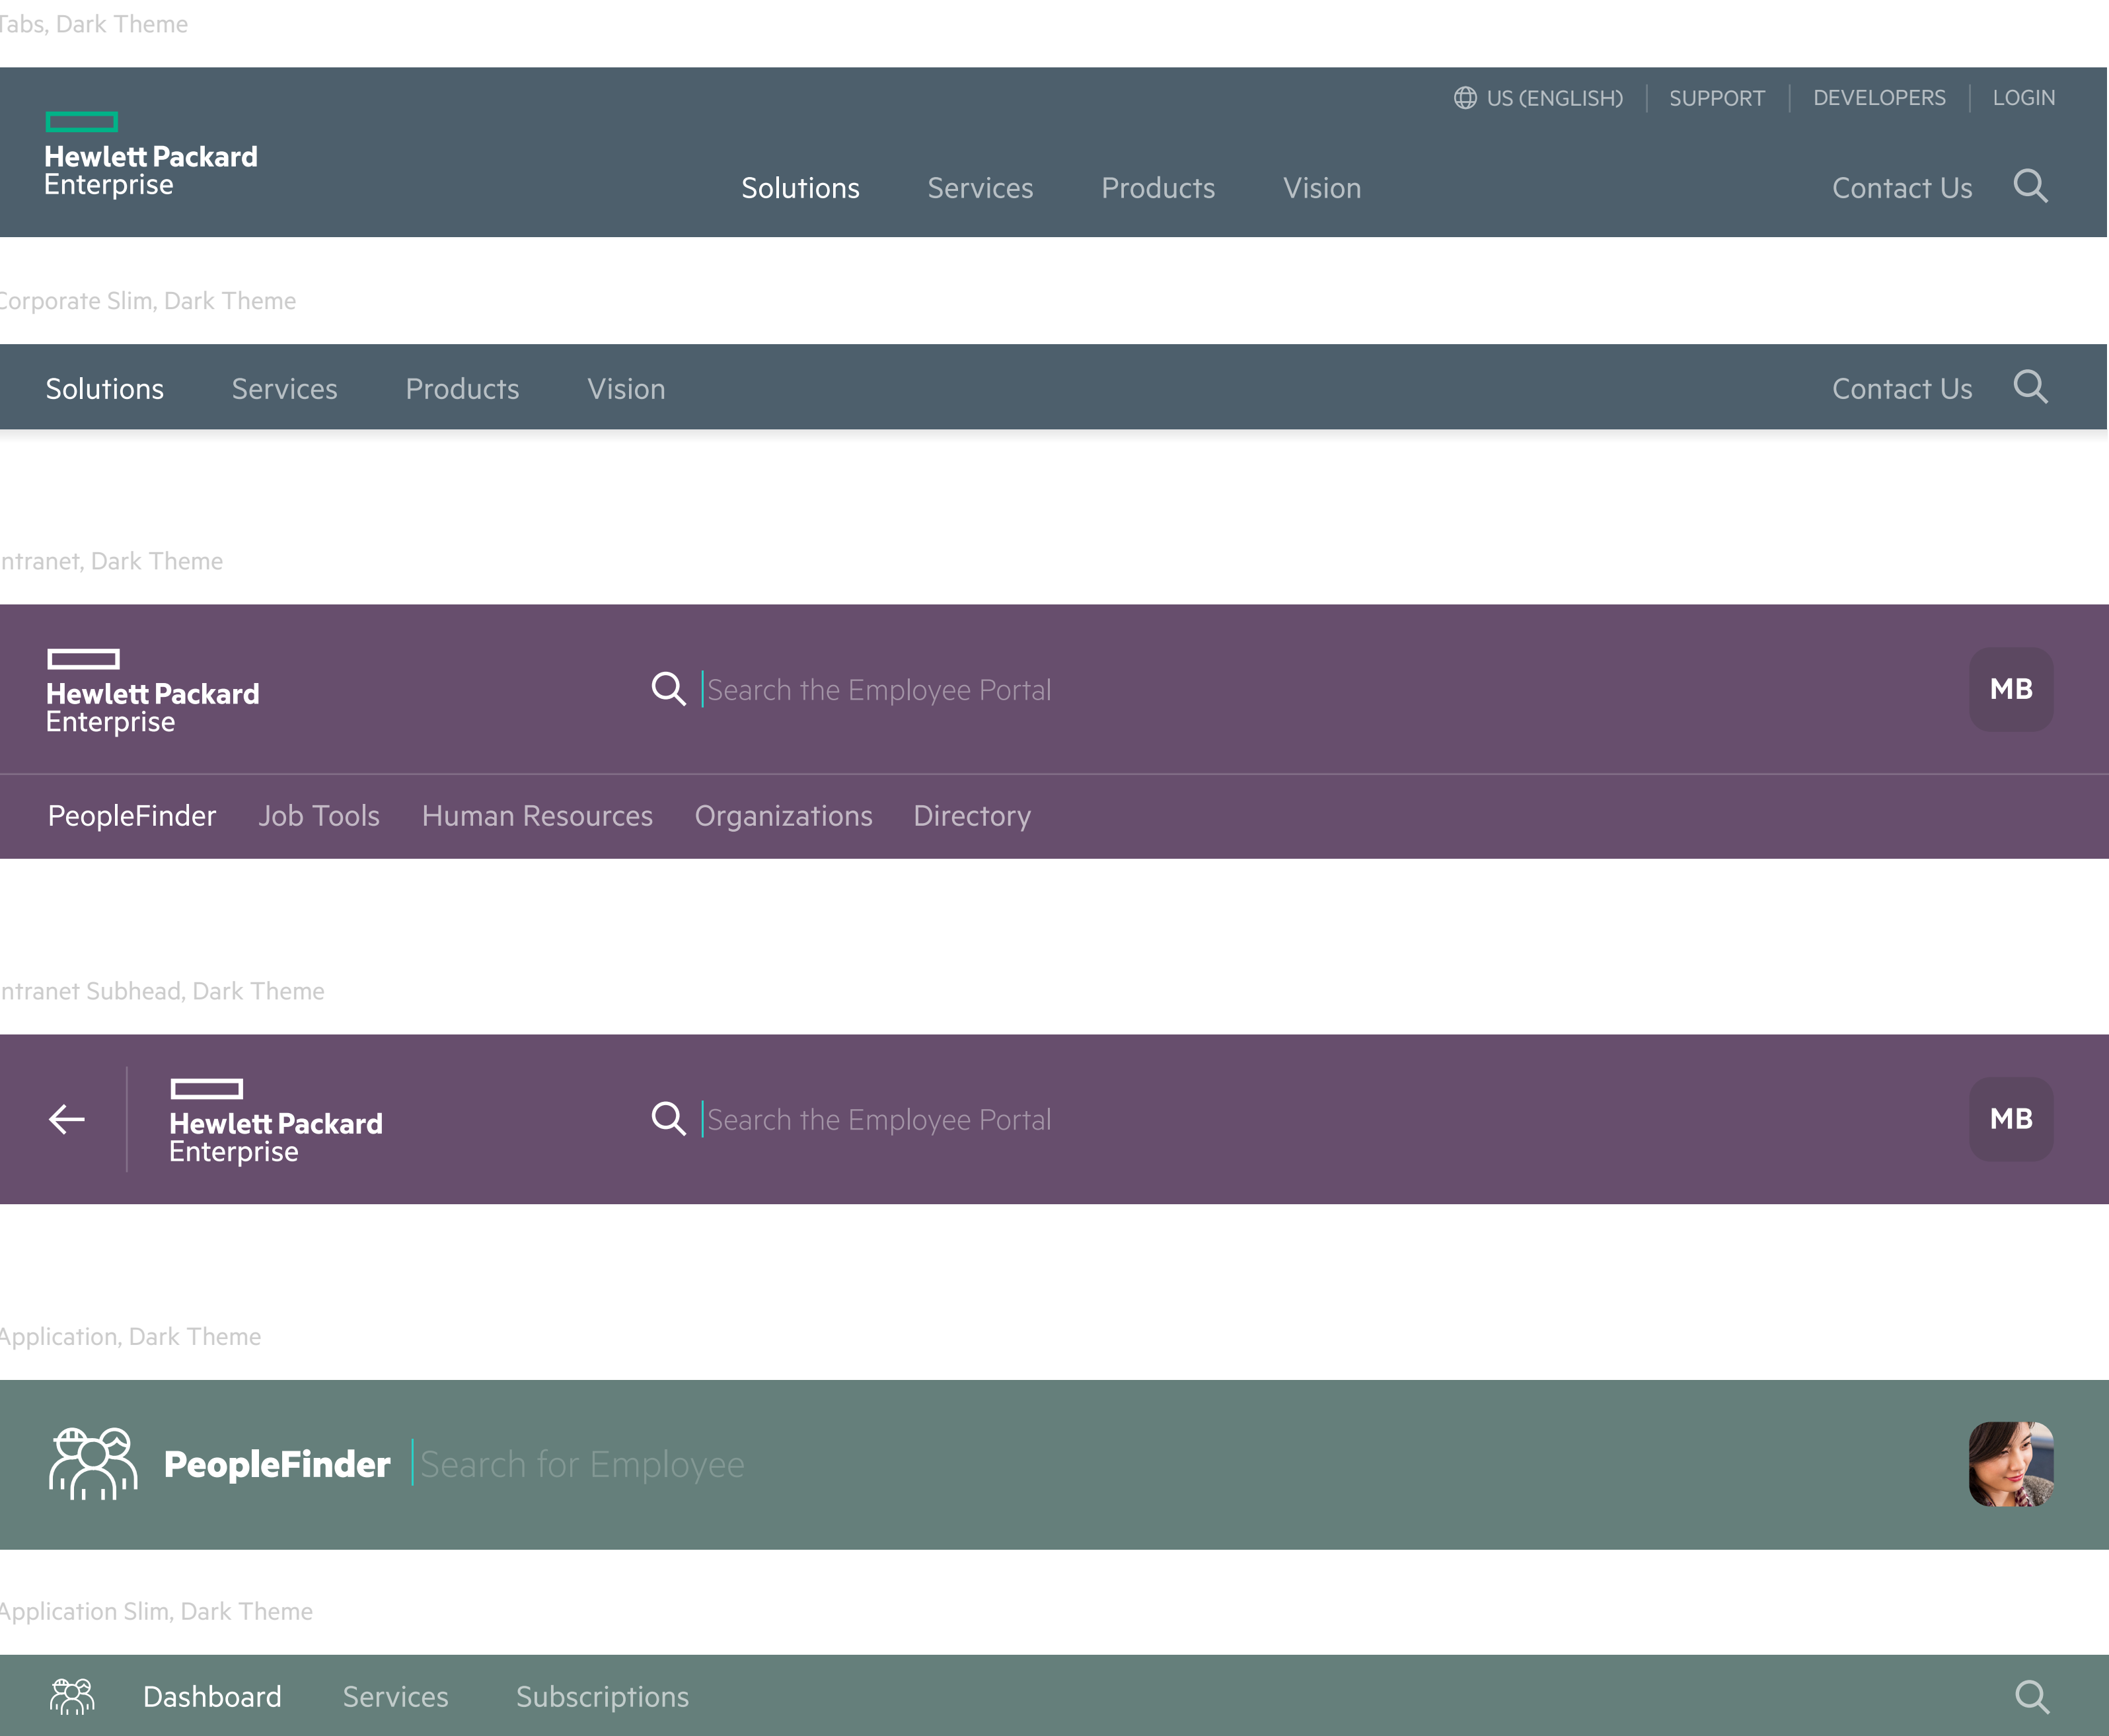 Tabs, Dark Theme
US (ENGLISH) SUPPORT DEVELOPERS LOGIN
Hewlett Packard
Enterprise
Solutions Services Products Vision Contact Us
Corporate Slim, Dark Theme
Solutions Services Products Vision Contact Us
Intranet, Dark Theme
Hewlett Packard
Enterprise
Search the Employee Portal
MB
PeopleFinder Job Tools Human Resources Organizations Directory
Intranet Subhead, Dark Theme
Hewlett Packard
Enterprise
Search the Employee Portal
MB
Application, Dark Theme
PeopleFinder Search for Employee
Application Slim, Dark Theme
Dashboard Services Subscriptions